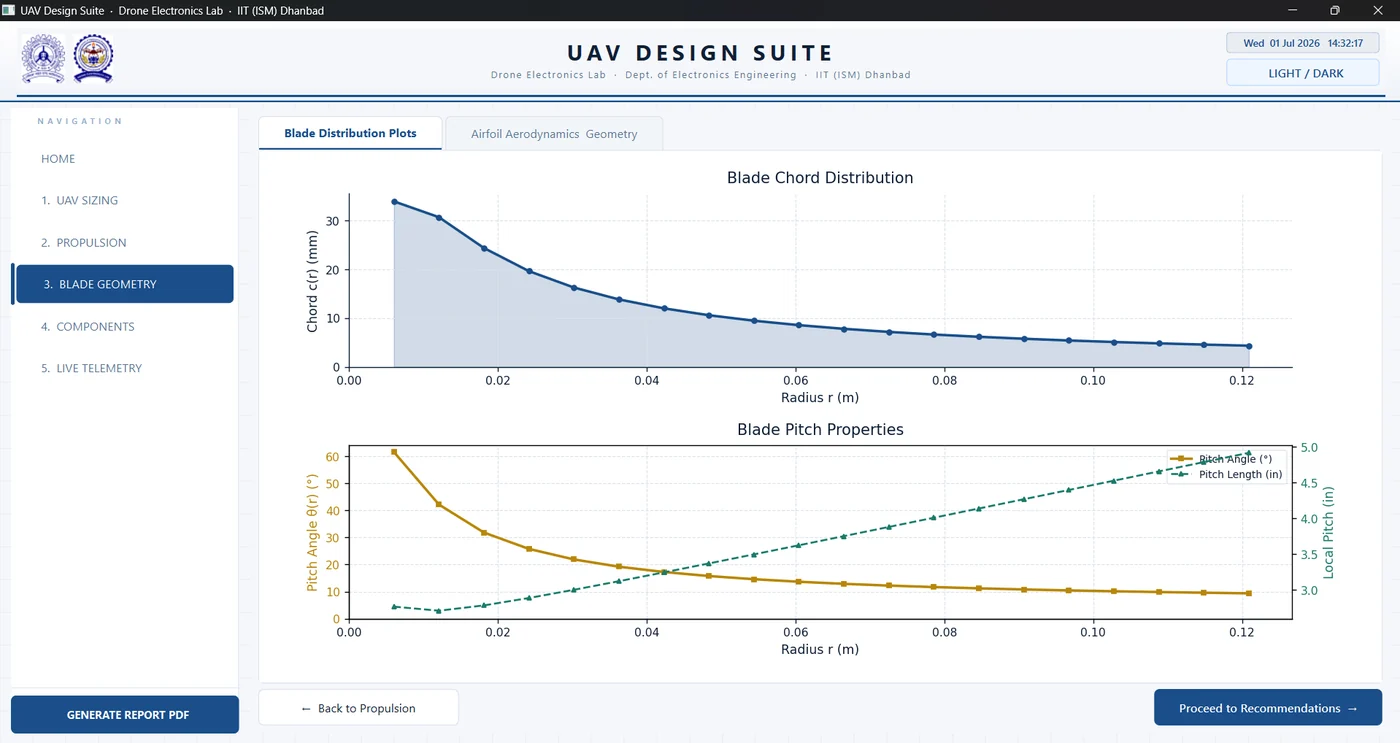 UAV Design Suite · Drone Electronics Lab · IIT (ISM) Dhanbad
UAV DESIGN SUITE
Drone Electronics Lab · Dept. of Electronics Engineering · IIT (ISM) Dhanbad
Wed 01 Jul 2026 14:32:17
LIGHT / DARK
NAVIGATION
HOME
1. UAV SIZING
2. PROPULSION
3. BLADE GEOMETRY
4. COMPONENTS
5. LIVE TELEMETRY
GENERATE REPORT PDF
Blade Distribution Plots
Airfoil Aerodynamics Geometry
Blade Chord Distribution
Chord c(r) (mm)
30
20
10
0
0.00 0.02 0.04 0.06 0.08 0.10 0.12
Radius r (m)
Blade Pitch Properties
Pitch Angle θ(r) (°)
60
50
40
30
20
10
0
Pitch Angle (°)
Pitch Length (in)
5.0
4.5
4.0
3.5
3.0
Local Pitch (in)
0.00 0.02 0.04 0.06 0.08 0.10 0.12
Radius r (m)
← Back to Propulsion
Proceed to Recommendations →